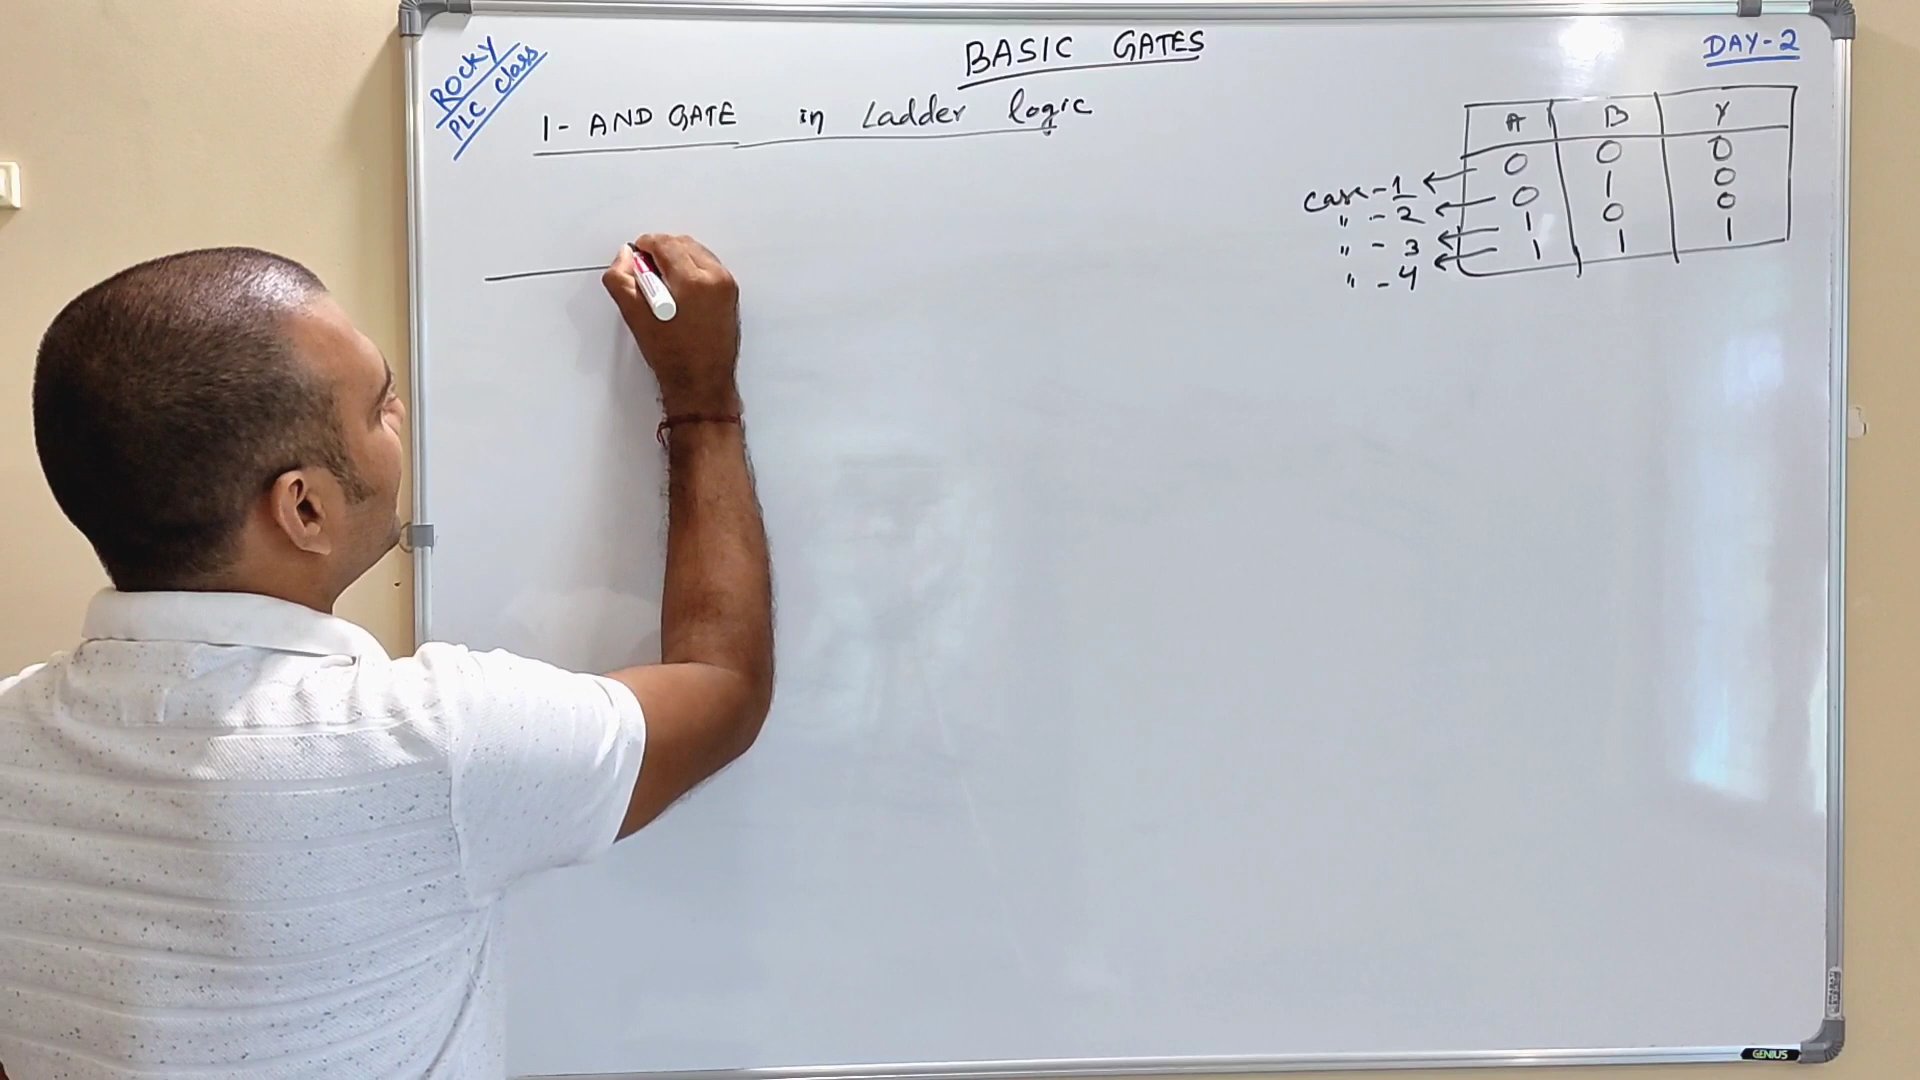 ROCKY
PLC Class
BASIC GATES
DAY-2
1- AND GATE in Ladder logic
A B Y
case-1 ← 0 0 0
" - 2 ← 0 1 0
" - 3 ← 1 0 0
" - 4 ← 1 1 1
GENIUS